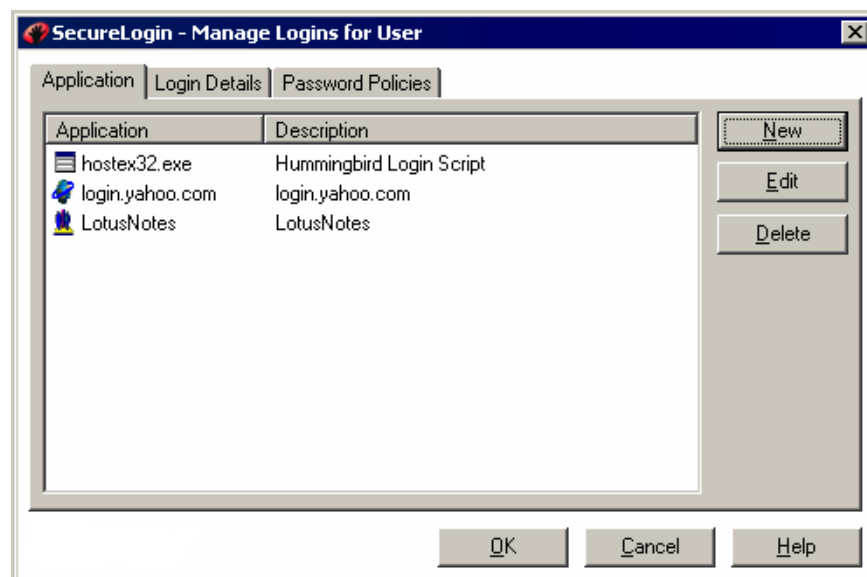 SecureLogin - Manage Logins for User
Application Login Details Password Policies
Application Description
hostex32.exe Hummingbird Login Script
login.yahoo.com login.yahoo.com
LotusNotes LotusNotes
New
Edit
Delete
OK Cancel Help